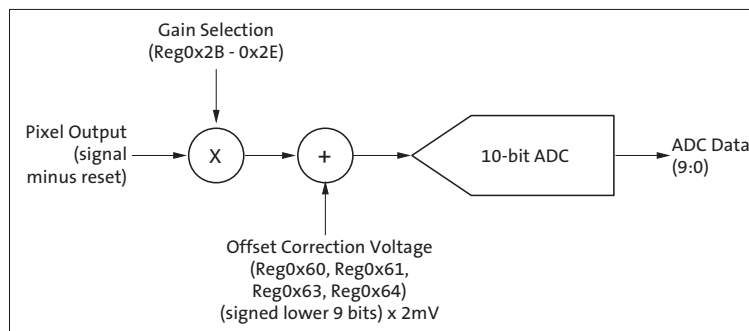 Gain Selection
(Reg0x2B - 0x2E)
Pixel Output
(signal
minus reset)
X
+
10-bit ADC
ADC Data
(9:0)
Offset Correction Voltage
(Reg0x60, Reg0x61,
Reg0x63, Reg0x64)
(signed lower 9 bits) x 2mV